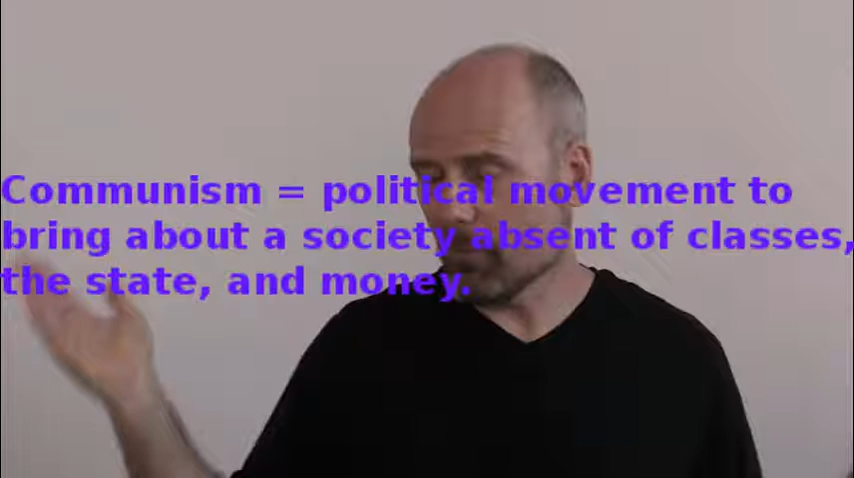 Communism = political movement to
bring about a society absent of classes,
the state, and money.